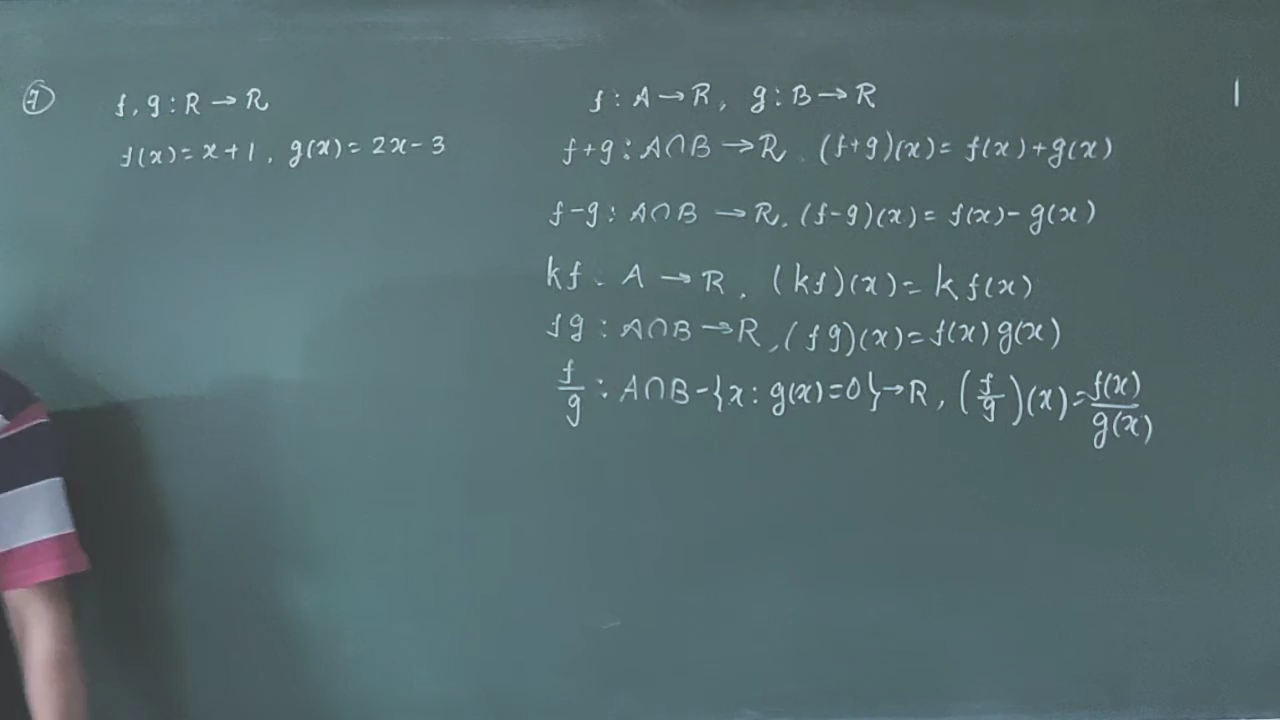 7
f, g : R → R
f(x) = x + 1, g(x) = 2x - 3
f : A → R, g : B → R
f+g : A∩B → R, (f+g)(x) = f(x) + g(x)
f-g : A∩B → R, (f-g)(x) = f(x) - g(x)
kf : A → R, (kf)(x) = k f(x)
fg : A∩B → R, (fg)(x) = f(x) g(x)
f/g : A∩B - {x : g(x) = 0} → R, (f/g)(x) = f(x)/g(x)
1